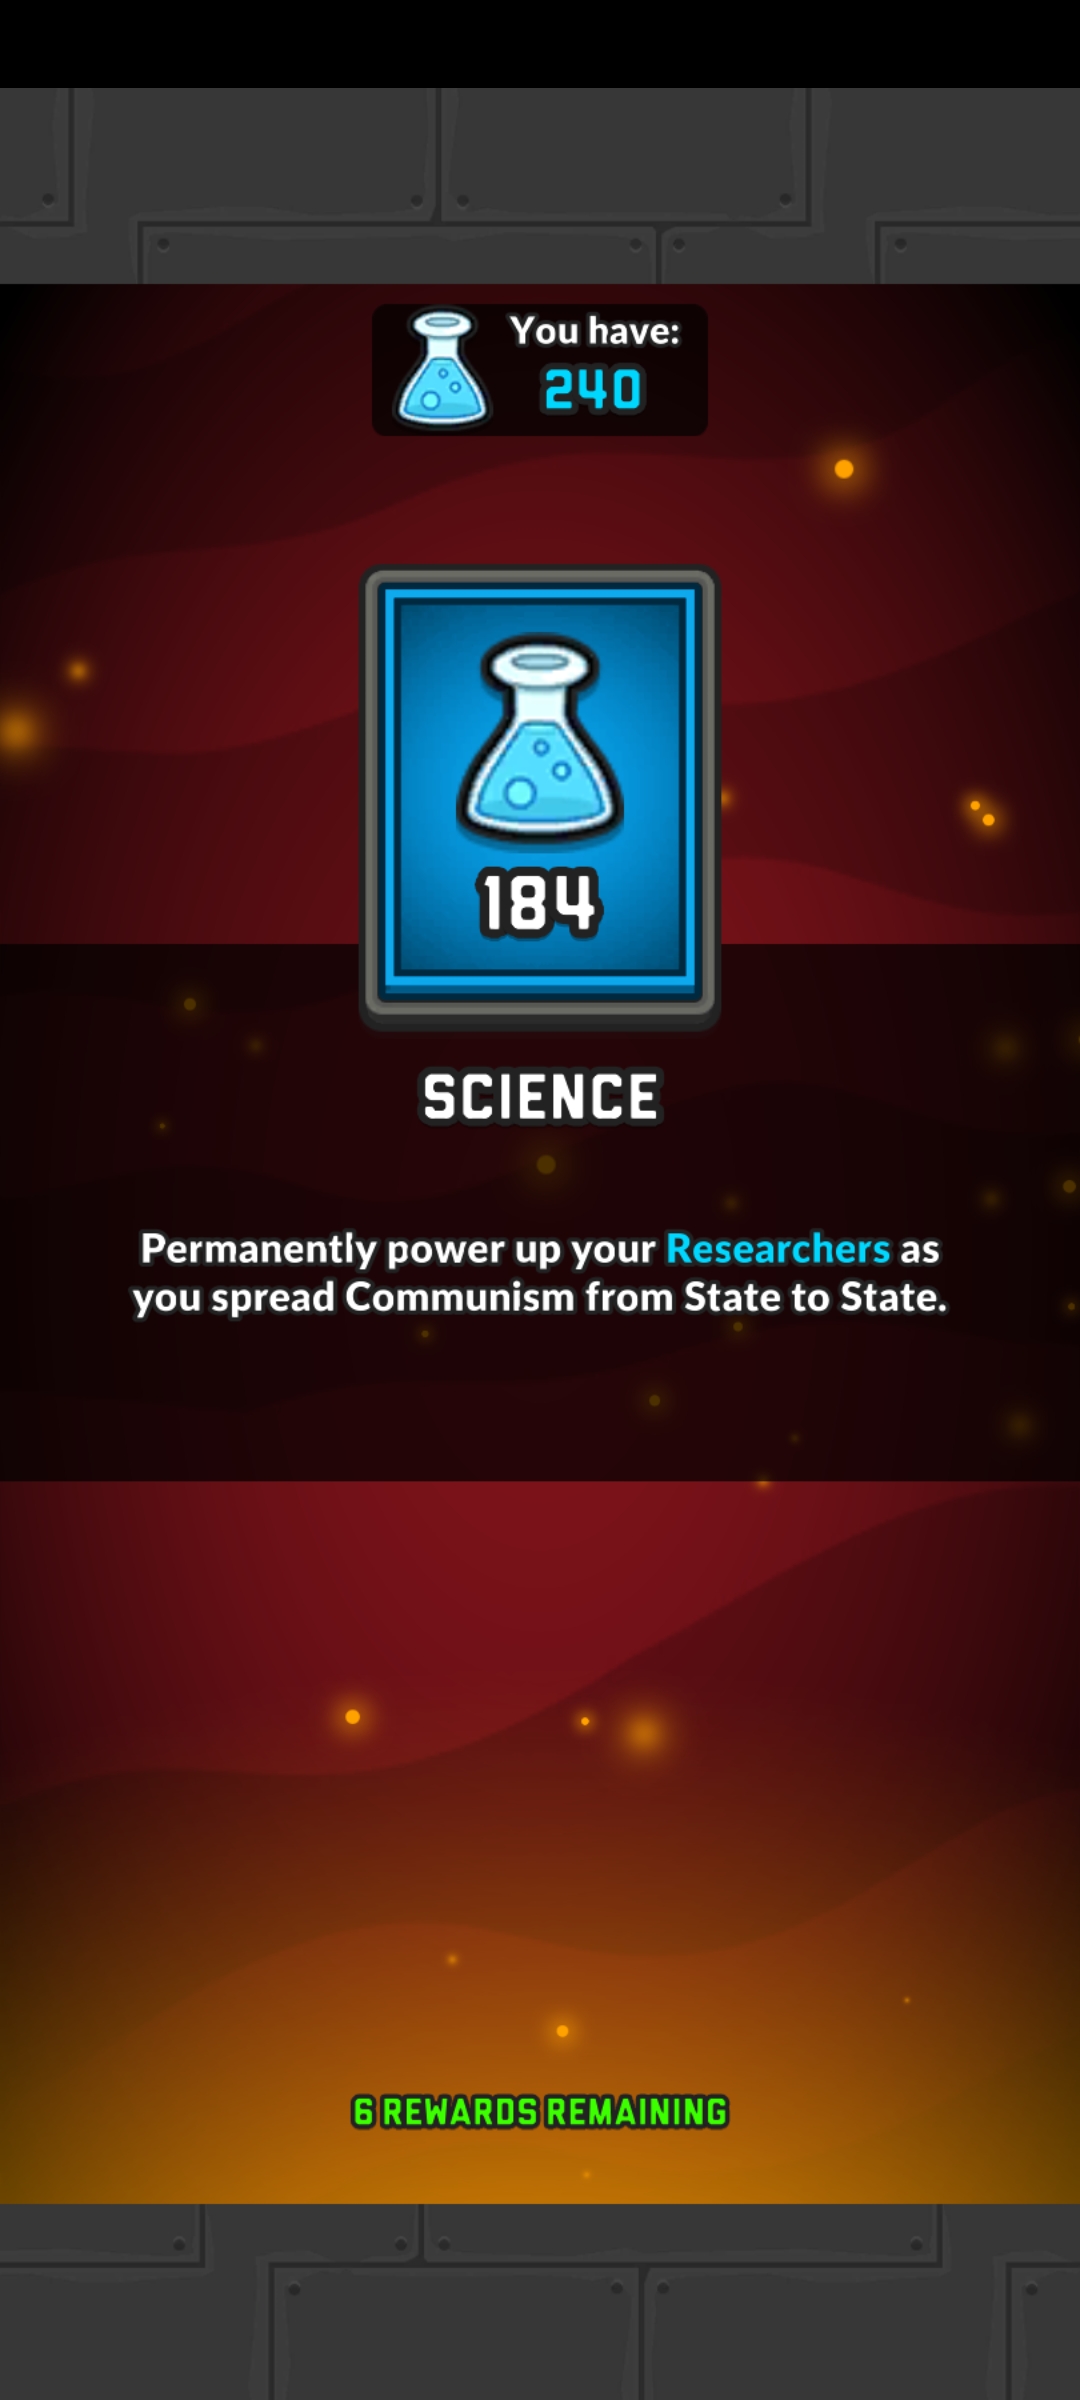 You have:
240
184
SCIENCE
Permanently power up your Researchers as
you spread Communism from State to State.
6 REWARDS REMAINING